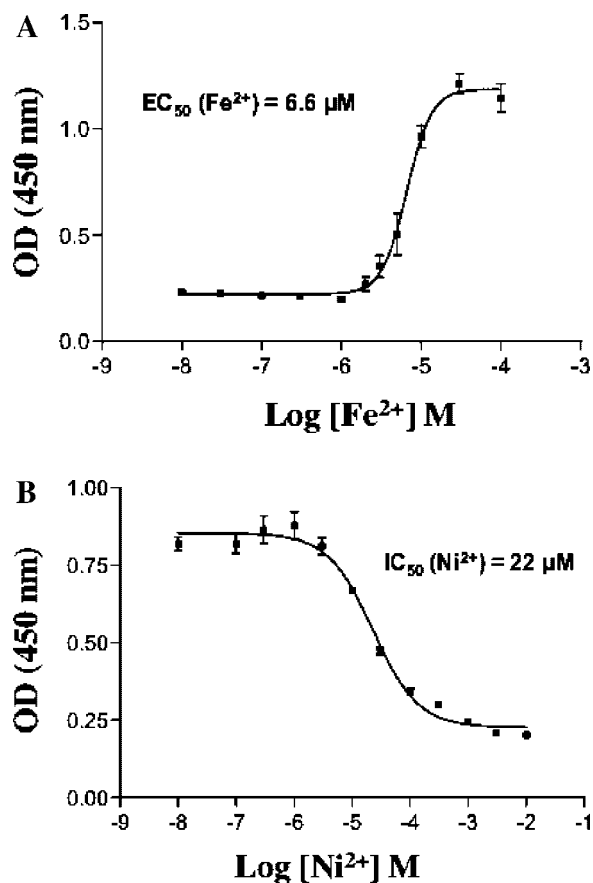 A
1.5
EC50 (Fe2+) = 6.6 µM
1.0
OD (450 nm)
0.5
0.0
-9 -8 -7 -6 -5 -4 -3
Log [Fe2+] M
B
1.00
0.75
IC50 (Ni2+) = 22 µM
OD (450 nm)
0.50
0.25
0.00
-9 -8 -7 -6 -5 -4 -3 -2 -1
Log [Ni2+] M